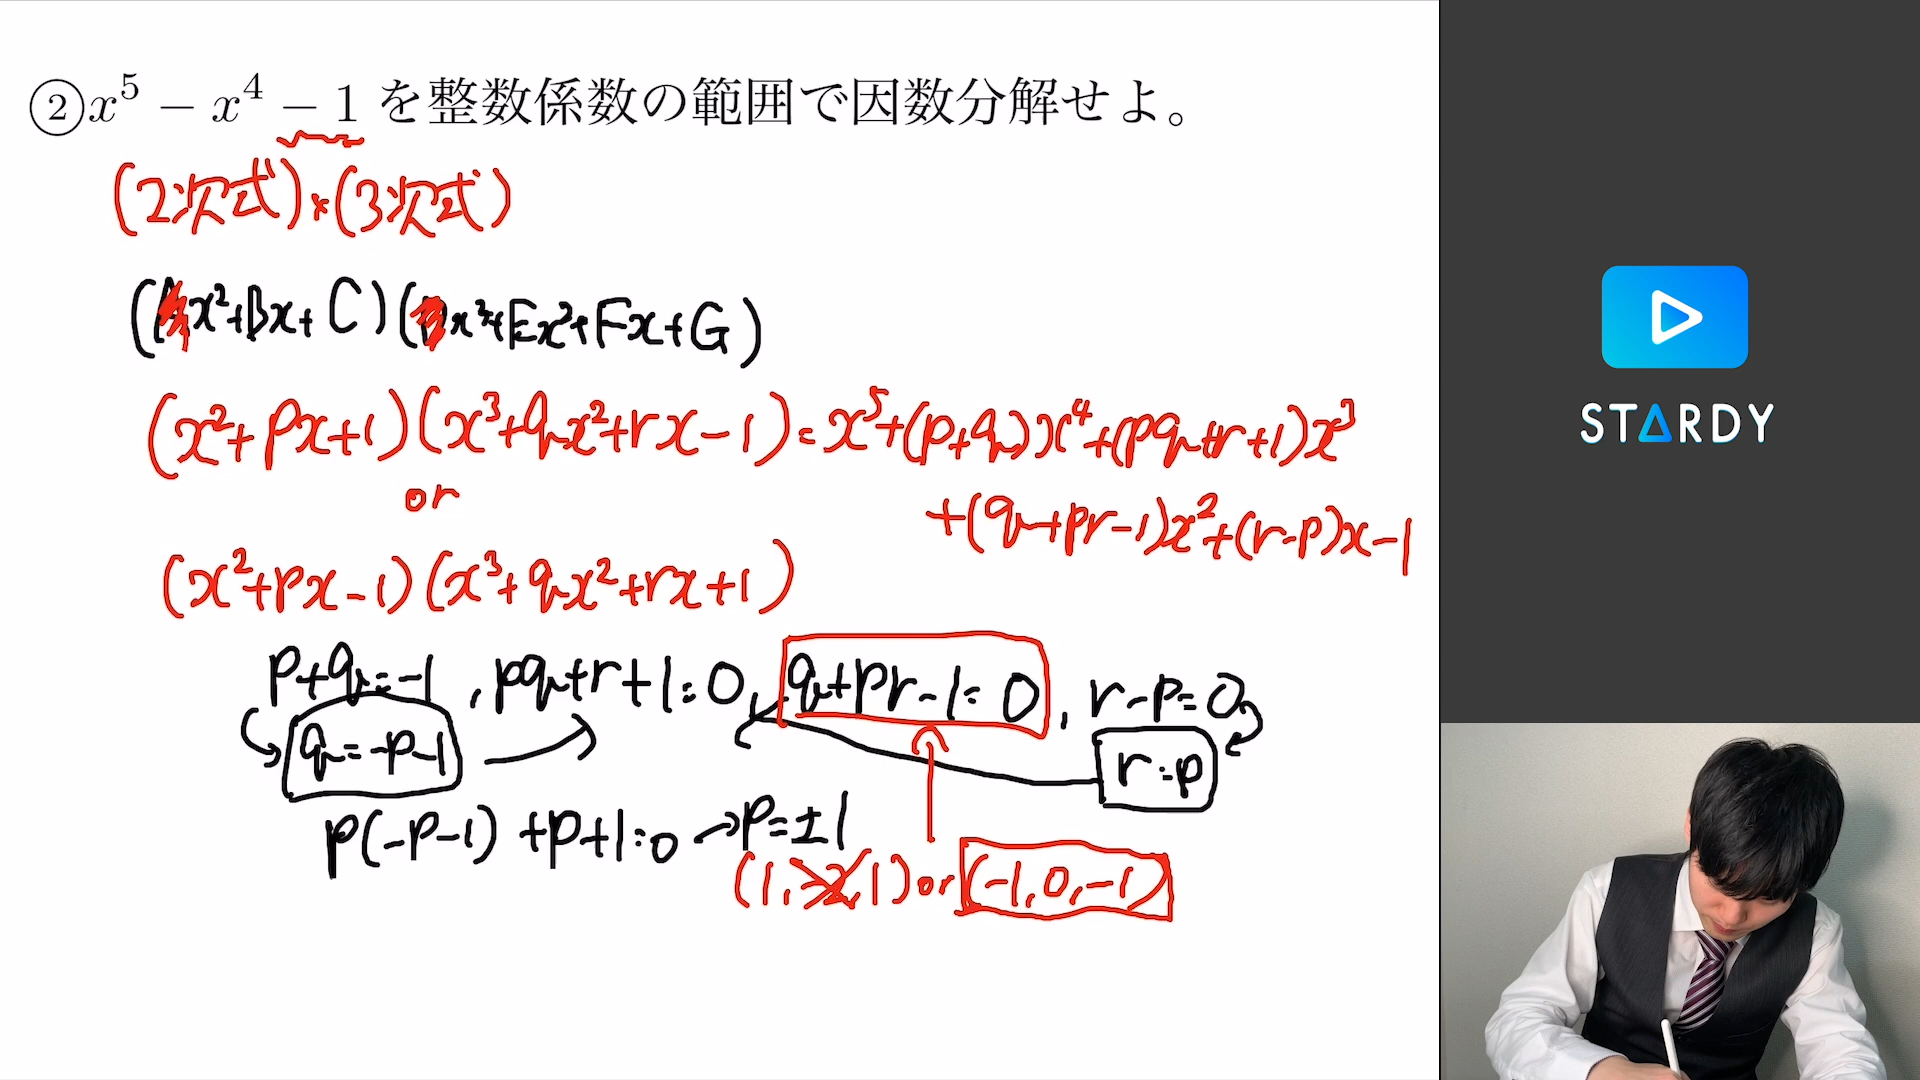 ②x⁵ − x⁴ − 1 を整数係数の範囲で因数分解せよ。
(2次式)×(3次式)
(Ax²+Bx+C)(Dx³+Ex²+Fx+G)
(x²+px+1)(x³+qx²+rx−1)=x⁵+(p+q)x⁴+(pq+r+1)x³
+(q+pr−1)x²+(r−p)x−1
or
(x²+px−1)(x³+qx²+rx+1)
p+q=−1, pq+r+1=0, q+pr−1=0, r−p=0
q=−p−1
r=p
p(−p−1)+p+1=0→p=±1
(1,−2,1)or(−1,0,−1)
STARDY